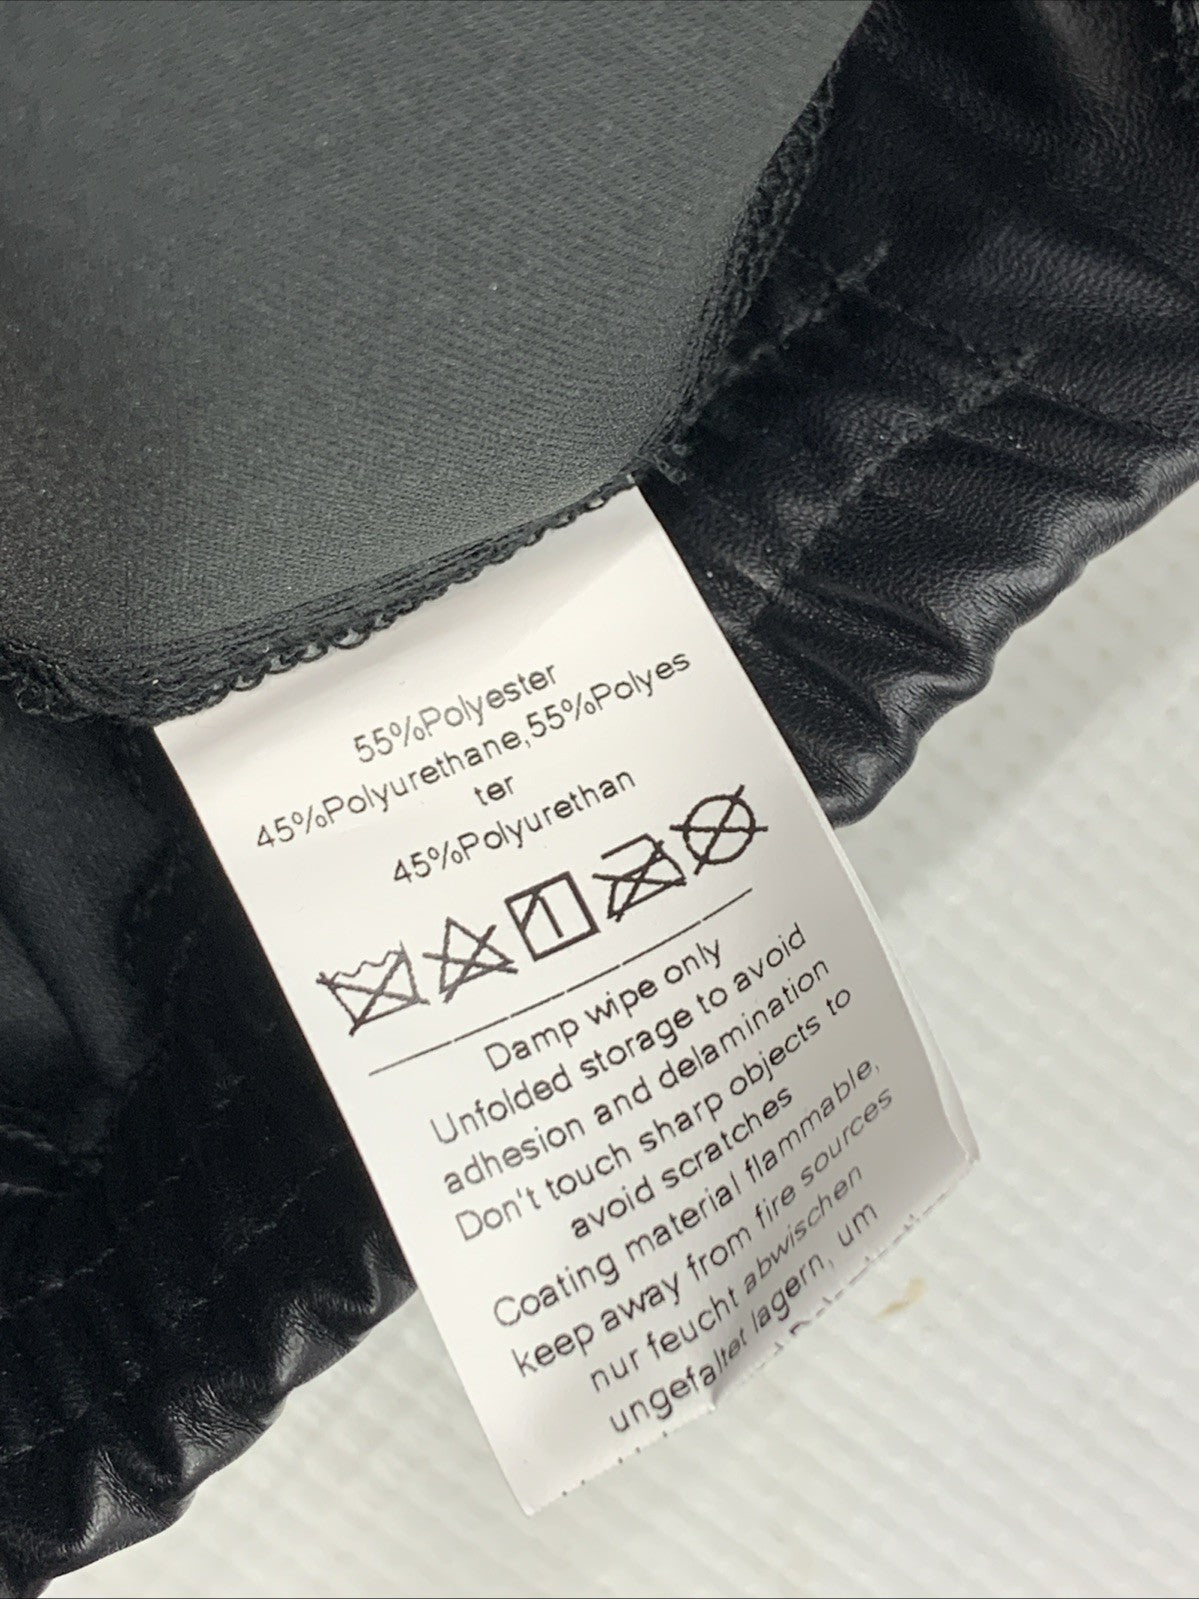 55%Polyester
45%Polyurethane,55%Polyes
ter
45%Polyurethan
Damp wipe only
Unfolded storage to avoid
adhesion and delamination
Don't touch sharp objects to
avoid scratches
Coating material flammable,
keep away from fire sources
nur feucht abwischen
ungefaltet lagern, um